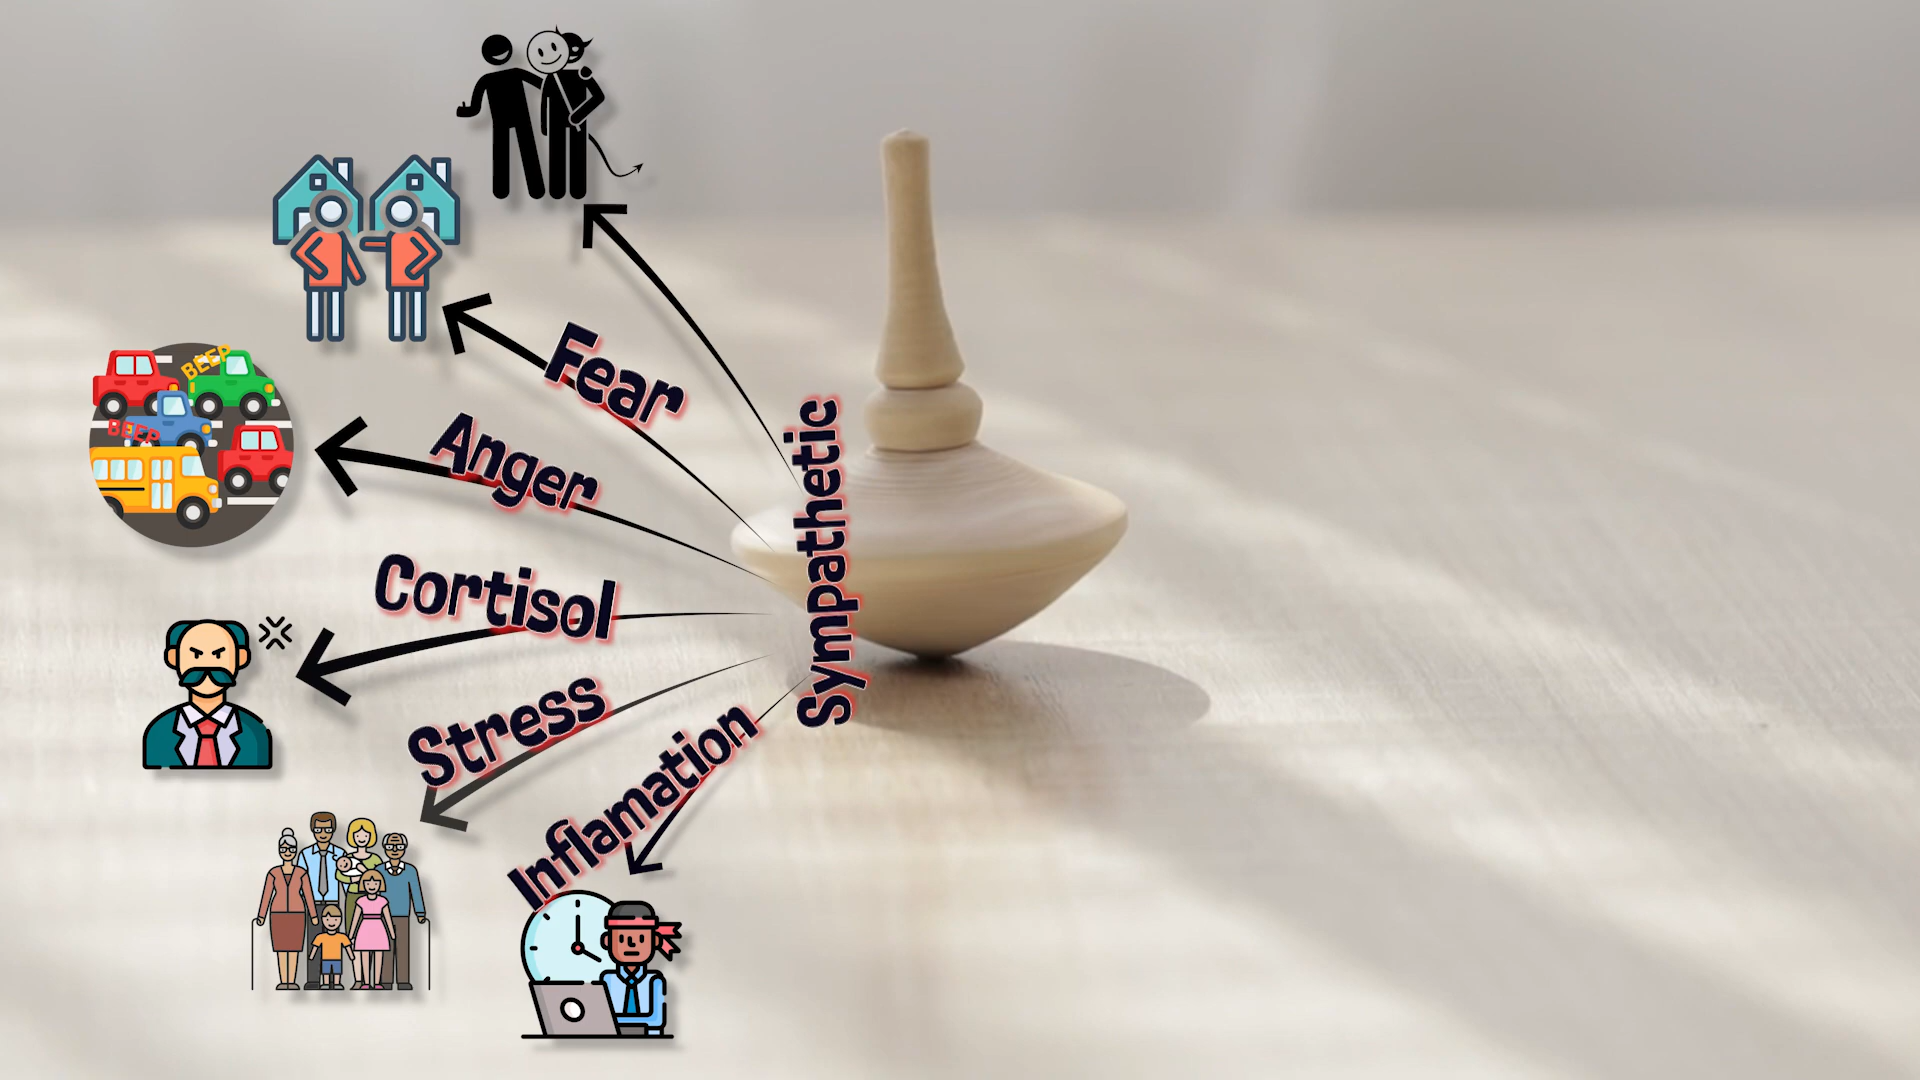 BEEP
BEEP
Fear
Anger
Cortisol
Stress
Inflamation
Sympathetic